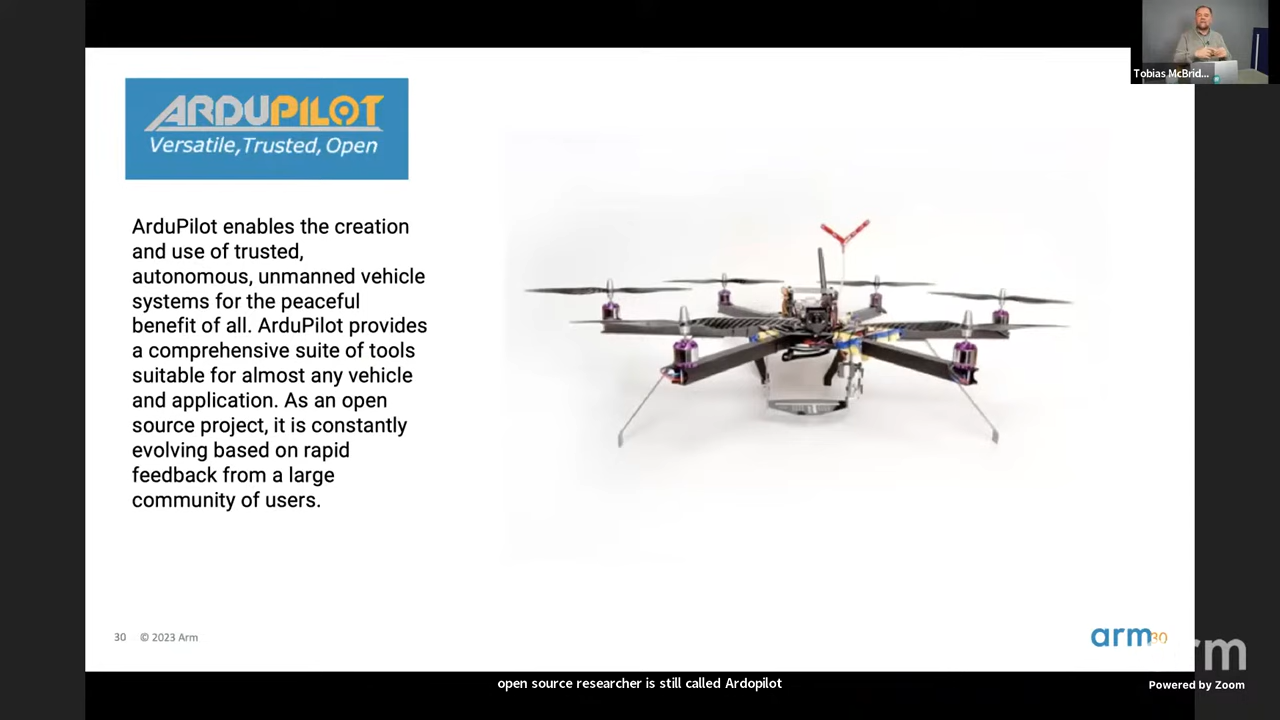 Tobias McBrid...
ARDUPILOT
Versatile,Trusted, Open
ArduPilot enables the creation
and use of trusted,
autonomous, unmanned vehicle
systems for the peaceful
benefit of all. ArduPilot provides
a comprehensive suite of tools
suitable for almost any vehicle
and application. As an open
source project, it is constantly
evolving based on rapid
feedback from a large
community of users.
30 © 2023 Arm
arm 30
rm
open source researcher is still called Ardopilot
Powered by Zoom